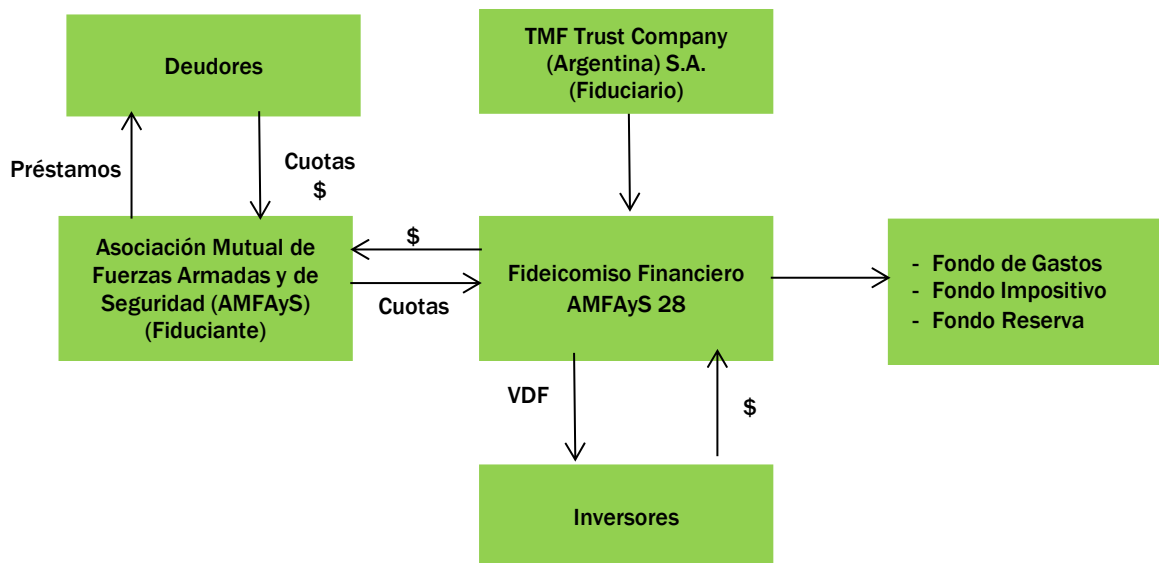 Deudores
TMF Trust Company
(Argentina) S.A.
(Fiduciario)
Préstamos
Cuotas
$
Asociación Mutual de
Fuerzas Armadas y de
Seguridad (AMFAyS)
(Fiduciante)
$
Cuotas
Fideicomiso Financiero
AMFAyS 28
- Fondo de Gastos
- Fondo Impositivo
- Fondo Reserva
VDF
$
Inversores